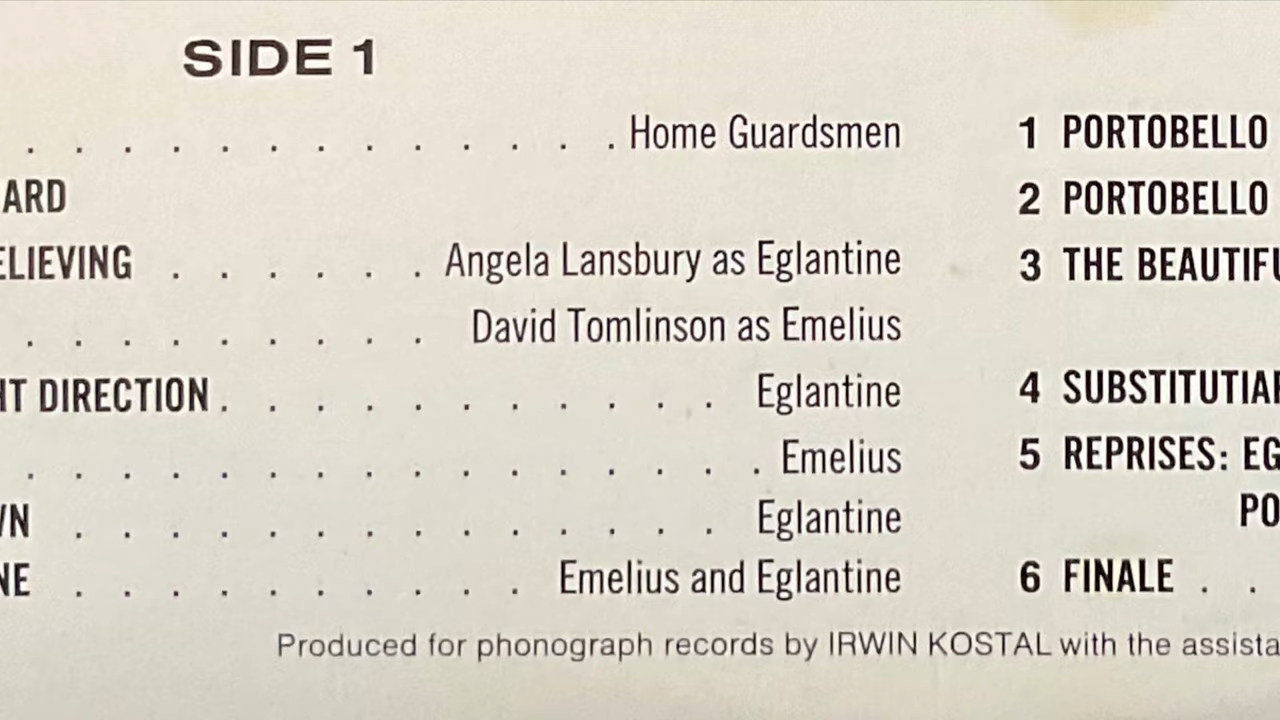 SIDE 1
. . . . . . . . . . . . . Home Guardsmen
ARD
ELIEVING . . . . . . Angela Lansbury as Eglantine
. . . . . . . . . David Tomlinson as Emelius
HT DIRECTION . . . . . . . . . . . Eglantine
. . . . . . . . . . . . . . . . Emelius
WN . . . . . . . . . . . . . . Eglantine
NE . . . . . . . . . . Emelius and Eglantine
1 PORTOBELLO
2 PORTOBELLO
3 THE BEAUTIFU
4 SUBSTITUTIAR
5 REPRISES: EG
PO
6 FINALE . .
Produced for phonograph records by IRWIN KOSTAL with the assista